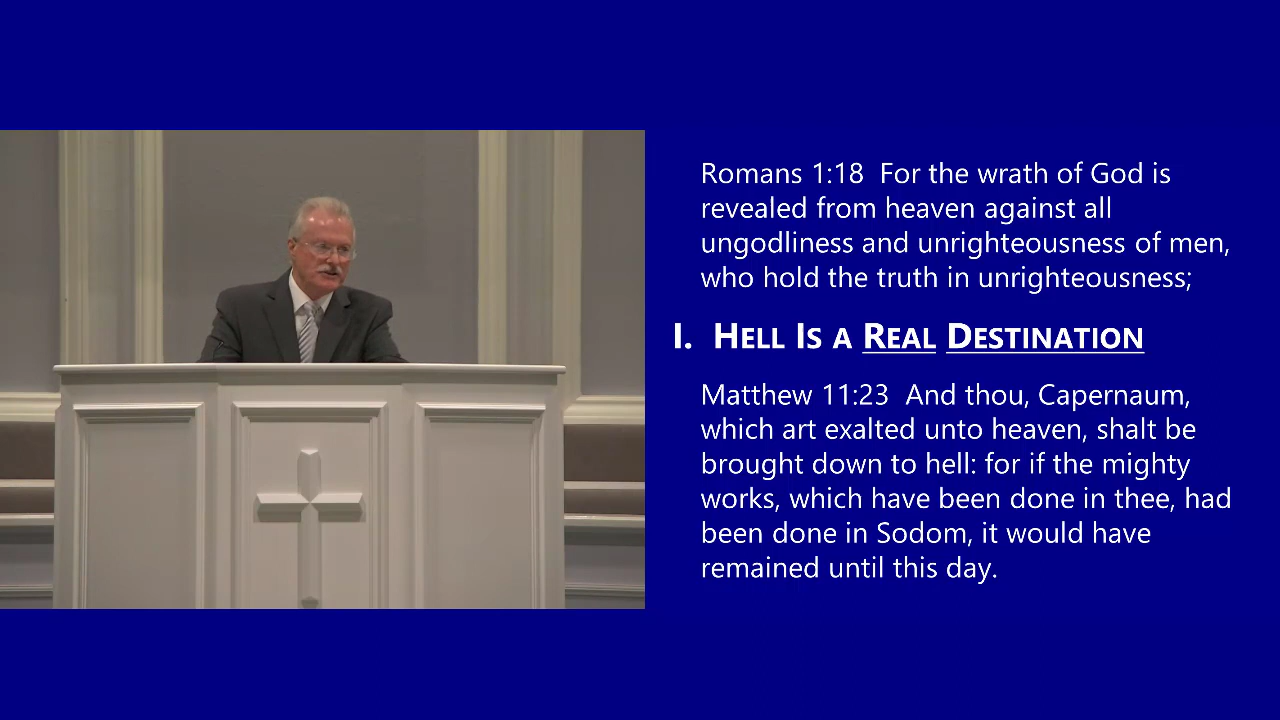 Romans 1:18  For the wrath of God is
revealed from heaven against all
ungodliness and unrighteousness of men,
who hold the truth in unrighteousness;
I.  HELL IS A REAL DESTINATION
Matthew 11:23  And thou, Capernaum,
which art exalted unto heaven, shalt be
brought down to hell: for if the mighty
works, which have been done in thee, had
been done in Sodom, it would have
remained until this day.